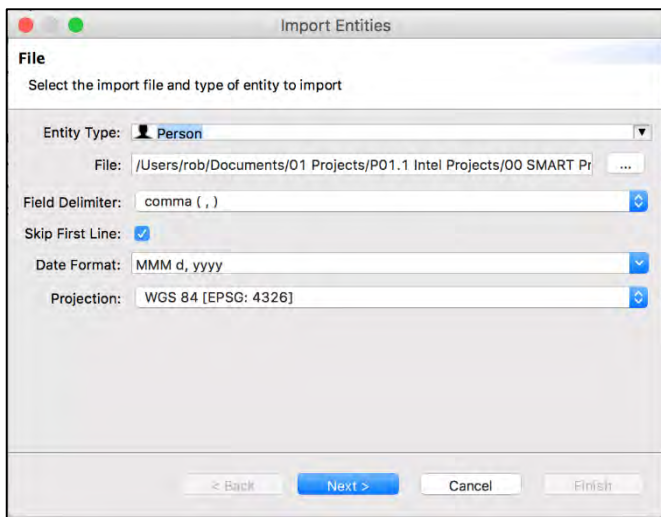 Import Entities
File
Select the import file and type of entity to import
Entity Type: Person
File: /Users/rob/Documents/01 Projects/P01.1 Intel Projects/00 SMART Pr ...
Field Delimiter: comma ( , )
Skip First Line:
Date Format: MMM d, yyyy
Projection: WGS 84 [EPSG: 4326]
< Back Next > Cancel Finish